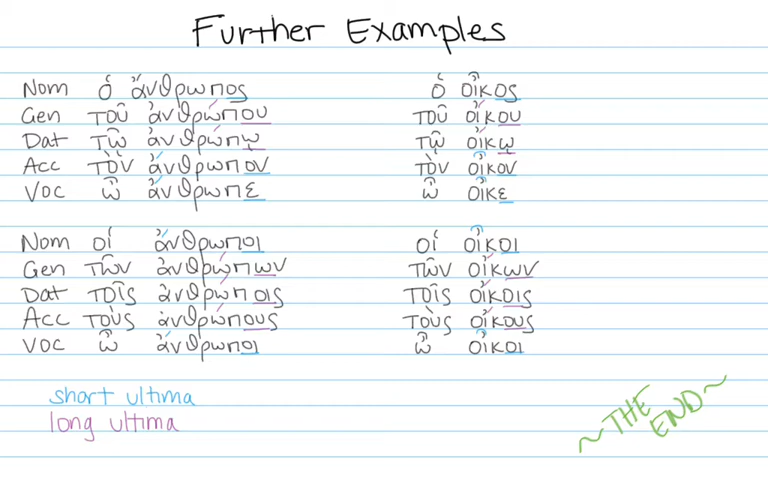 Further Examples
Nom ὁ ἄνθρωπος ὁ οἶκος
Gen τοῦ ἀνθρώπου τοῦ οἴκου
Dat τῷ ἀνθρώπῳ τῷ οἴκῳ
Acc τὸν ἄνθρωπον τὸν οἶκον
Voc ὦ ἄνθρωπε ὦ οἶκε
Nom οἱ ἄνθρωποι οἱ οἶκοι
Gen τῶν ἀνθρώπων τῶν οἴκων
Dat τοῖς ἀνθρώποις τοῖς οἴκοις
Acc τοὺς ἀνθρώπους τοὺς οἴκους
Voc ὦ ἄνθρωποι ὦ οἶκοι
short ultima
long ultima
~THE
END~